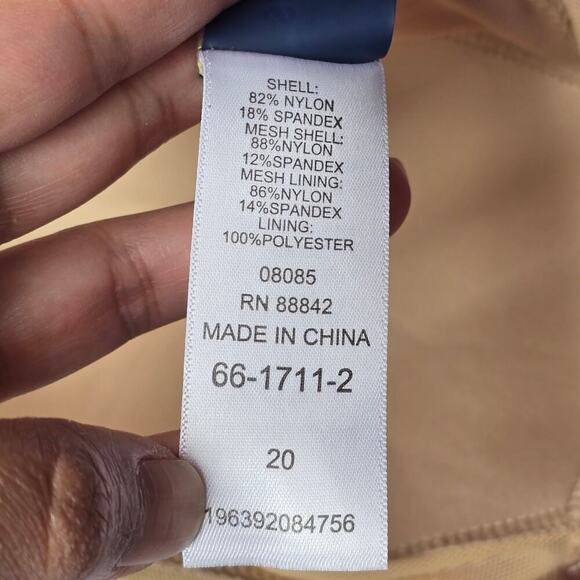 SHELL:
82% NYLON
18% SPANDEX
MESH SHELL:
88%NYLON
12%SPANDEX
MESH LINING:
86%NYLON
14%SPANDEX
LINING:
100%POLYESTER
08085
RN 88842
MADE IN CHINA
66-1711-2
20
196392084756